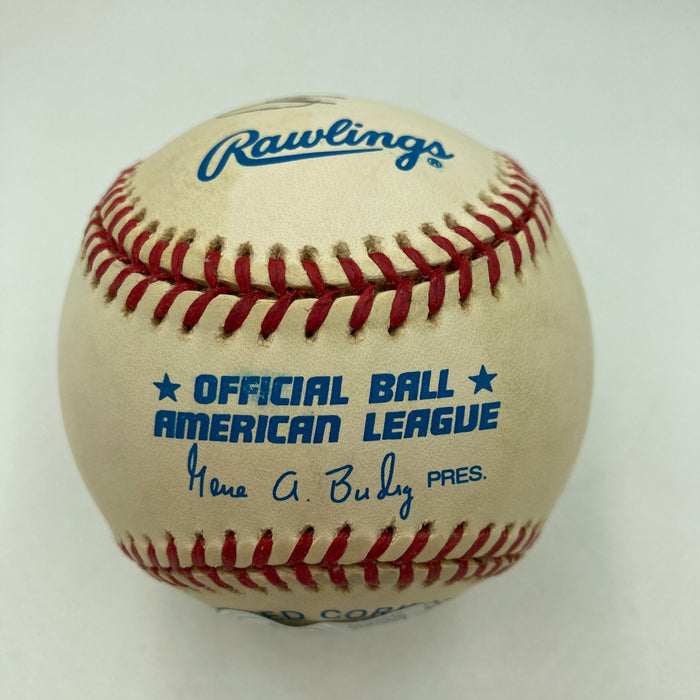 Rawlings®
★ OFFICIAL BALL ★
AMERICAN LEAGUE
Gene A. Budig PRES.